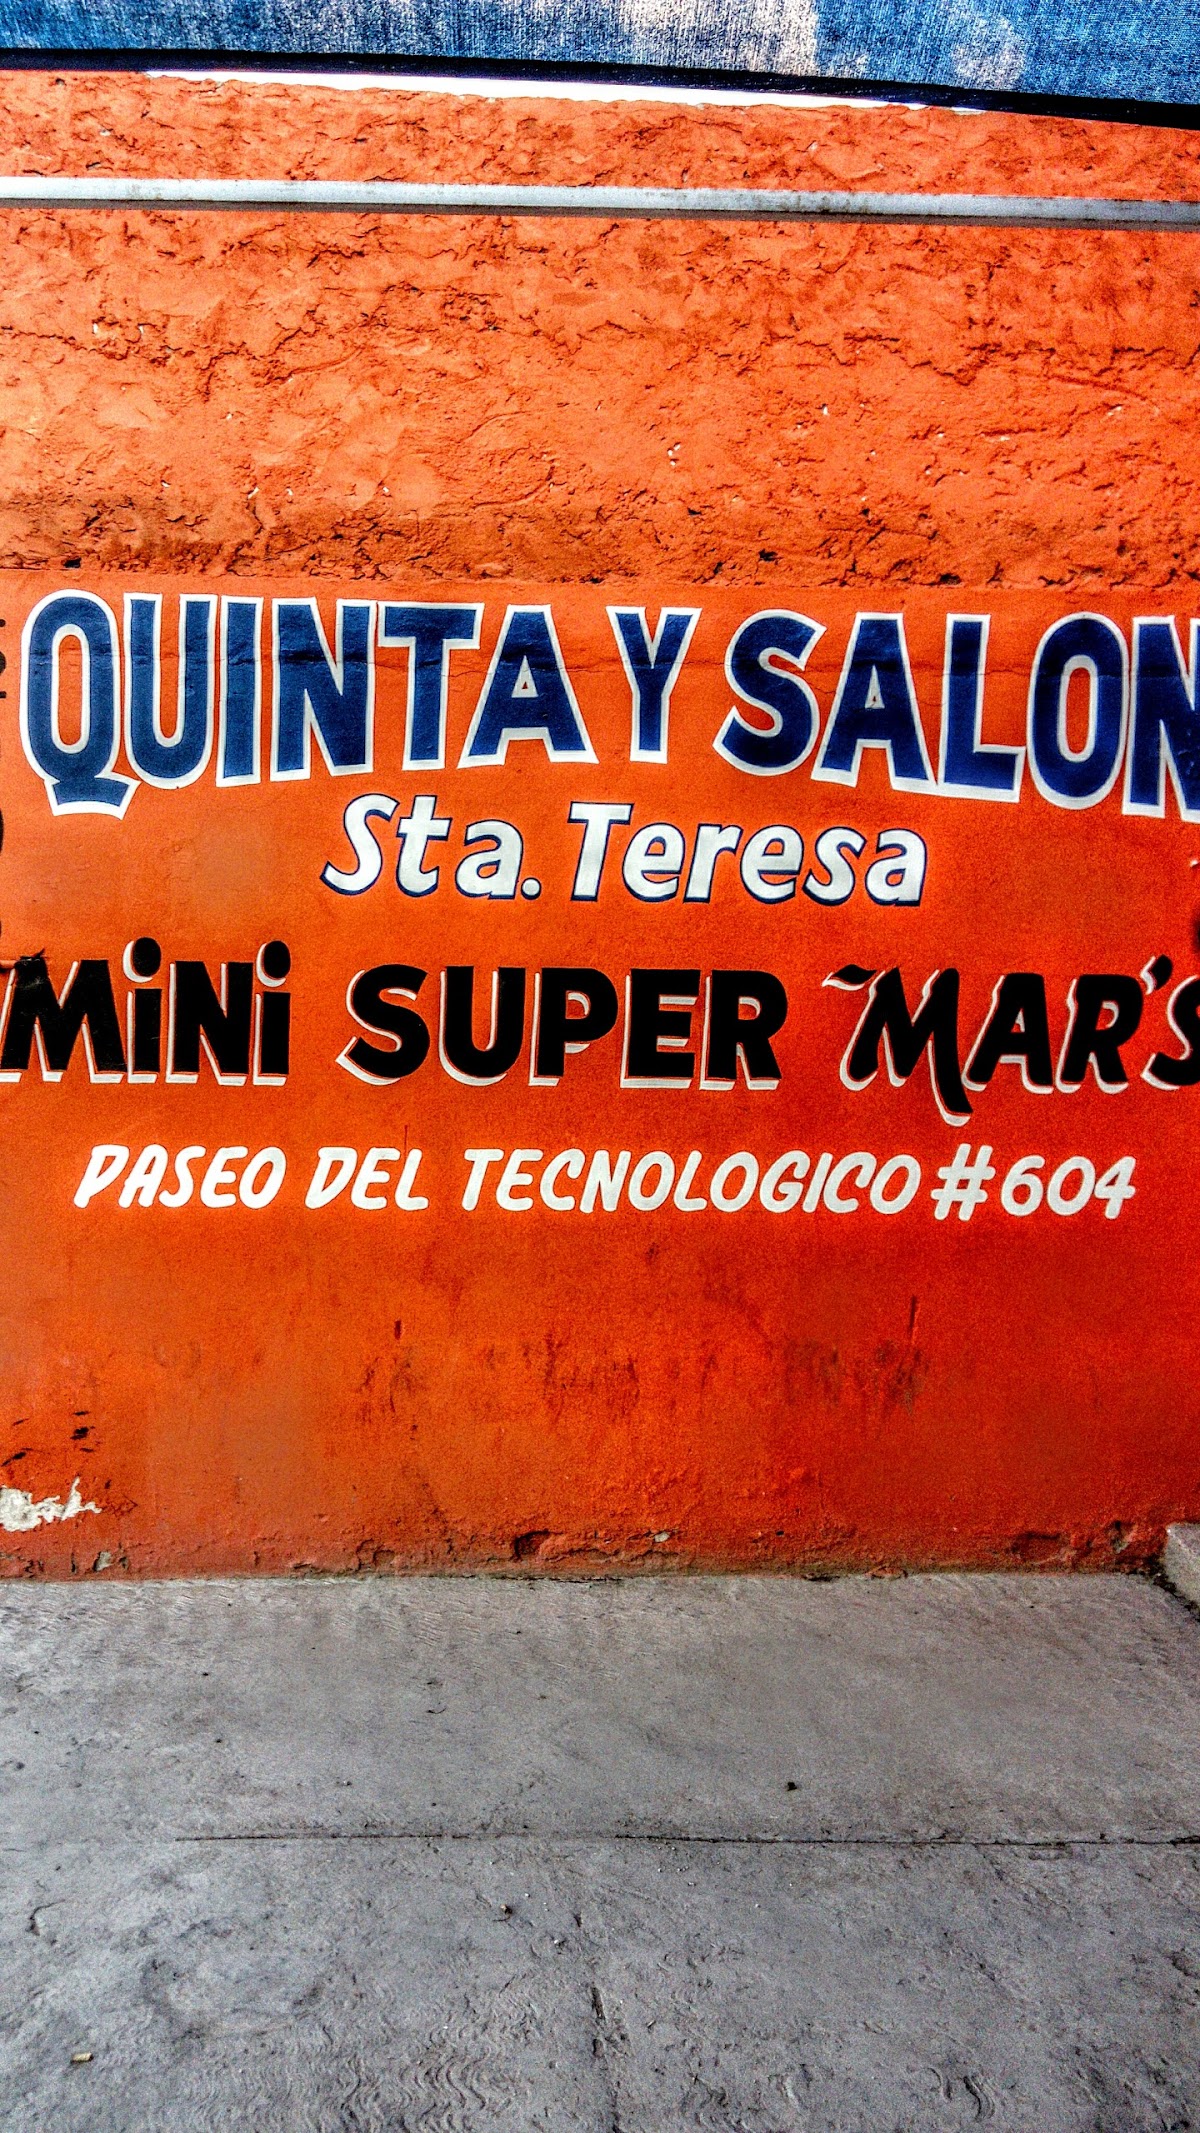 QUINTA Y SALON
Sta. Teresa
MiNi SUPER "MAR'S
PASEO DEL TECNOLOGICO #604